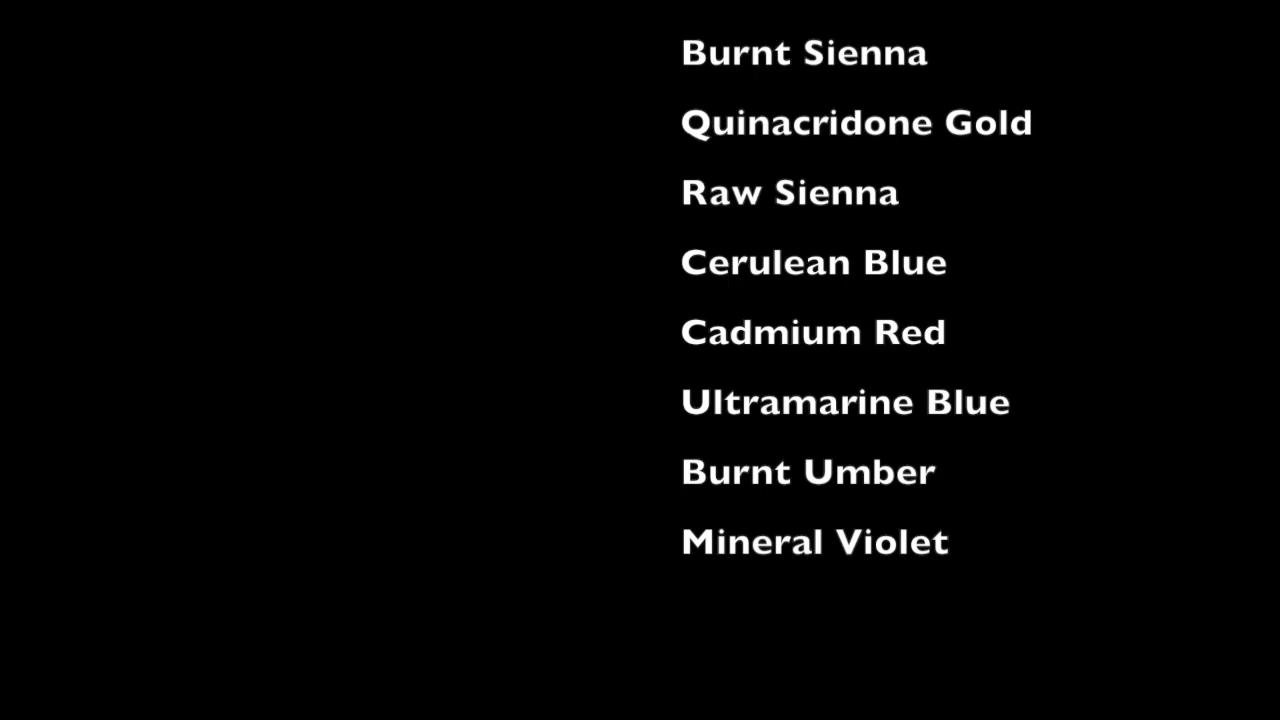 Burnt Sienna
Quinacridone Gold
Raw Sienna
Cerulean Blue
Cadmium Red
Ultramarine Blue
Burnt Umber
Mineral Violet